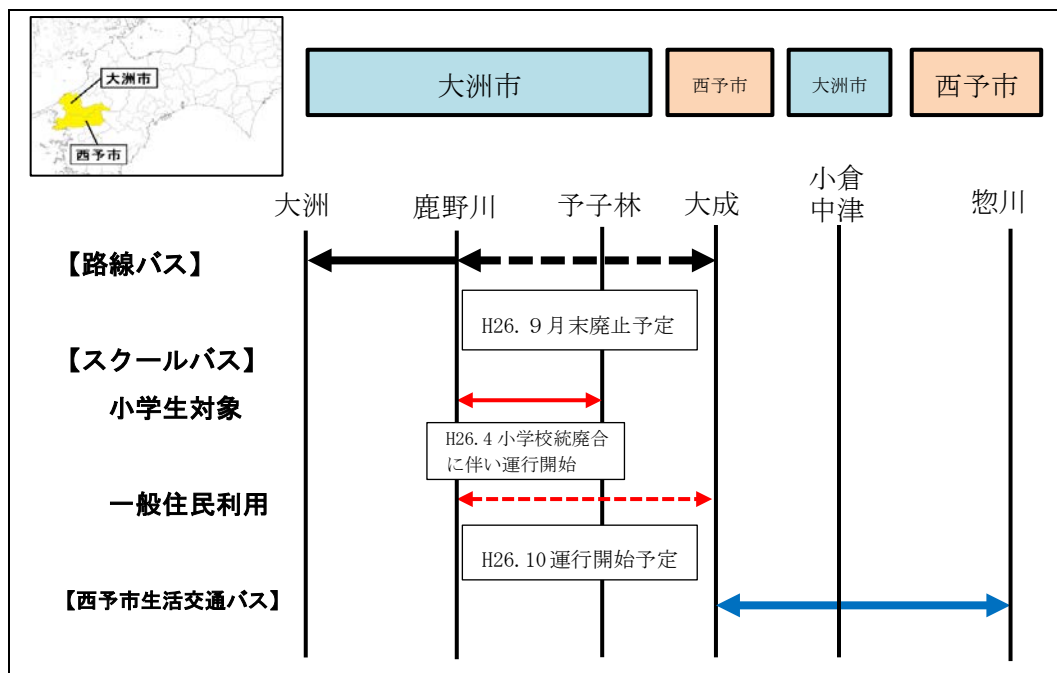 大洲市
西予市
大洲市
西予市
大洲市
西予市
大洲
鹿野川
予子林
大成
小倉
中津
惣川
【路線バス】
H26. 9月末廃止予定
【スクールバス】
小学生対象
H26.4 小学校統廃合
に伴い運行開始
一般住民利用
H26.10 運行開始予定
【西予市生活交通バス】